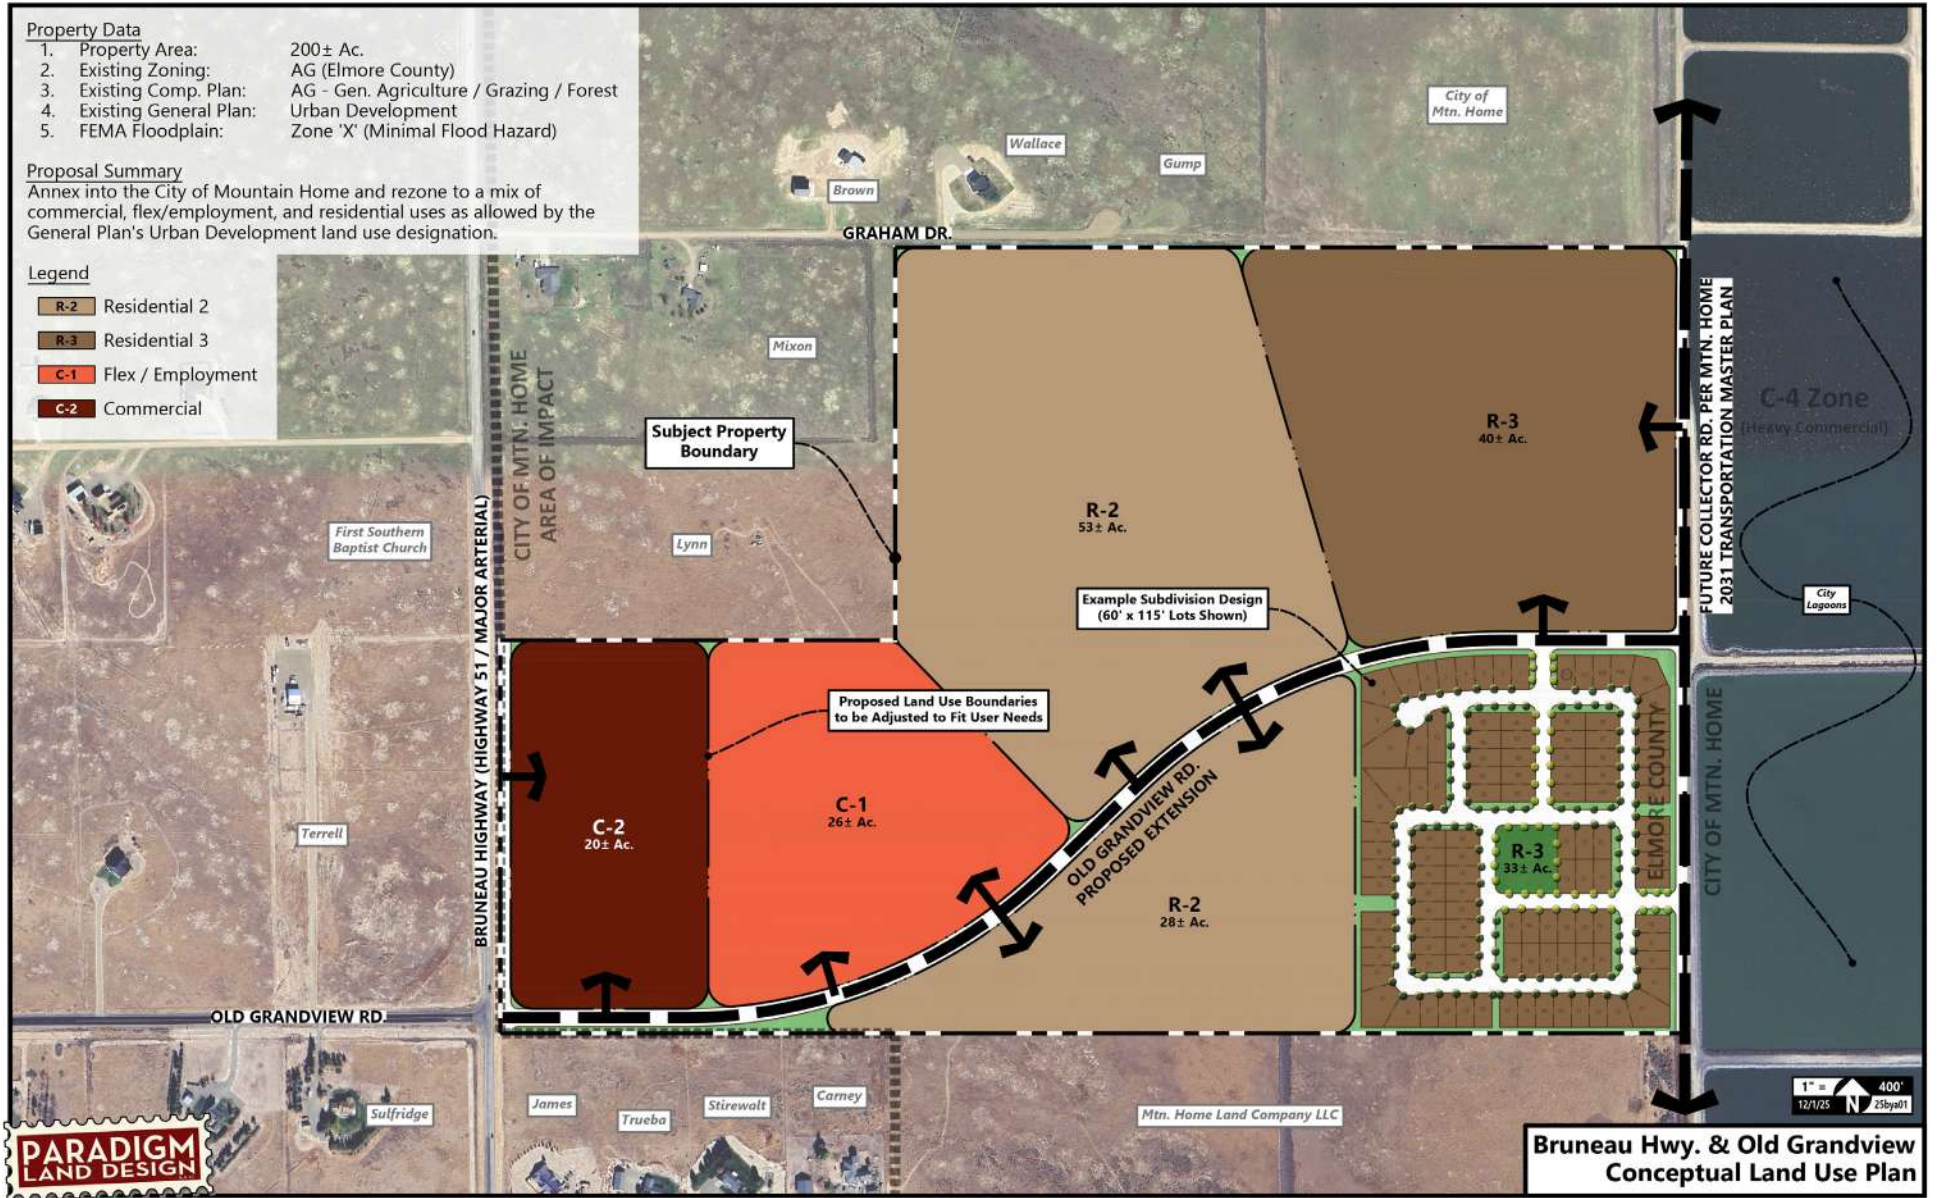 Property Data
1. Property Area: 200± Ac.
2. Existing Zoning: AG (Elmore County)
3. Existing Comp. Plan: AG - Gen. Agriculture / Grazing / Forest
4. Existing General Plan: Urban Development
5. FEMA Floodplain: Zone 'X' (Minimal Flood Hazard)
Proposal Summary
Annex into the City of Mountain Home and rezone to a mix of
commercial, flex/employment, and residential uses as allowed by the
General Plan's Urban Development land use designation.
Legend
R-2 Residential 2
R-3 Residential 3
C-1 Flex / Employment
C-2 Commercial
City of
Mtn. Home
Wallace
Gump
Brown
GRAHAM DR.
Mixon
CITY OF MTN. HOME
AREA OF IMPACT
Subject Property
Boundary
First Southern
Baptist Church
Lynn
BRUNEAU HIGHWAY (HIGHWAY 51 / MAJOR ARTERIAL)
R-2
53± Ac.
R-3
40± Ac.
FUTURE COLLECTOR RD. PER MTN. HOME
2031 TRANSPORTATION MASTER PLAN
C-4 Zone
(Heavy Commercial)
City
Lagoons
Example Subdivision Design
(60' x 115' Lots Shown)
Proposed Land Use Boundaries
to be Adjusted to Fit User Needs
C-2
20± Ac.
C-1
26± Ac.
OLD GRANDVIEW RD.
PROPOSED EXTENSION
R-2
28± Ac.
R-3
33± Ac.
ELMORE COUNTY
CITY OF MTN. HOME
Terrell
OLD GRANDVIEW RD.
Sulfridge
James
Trueba
Stirewalt
Carney
Mtn. Home Land Company LLC
1" = 400'
12/1/25 N 25bya01
PARADIGM
LAND DESIGN
Bruneau Hwy. & Old Grandview
Conceptual Land Use Plan